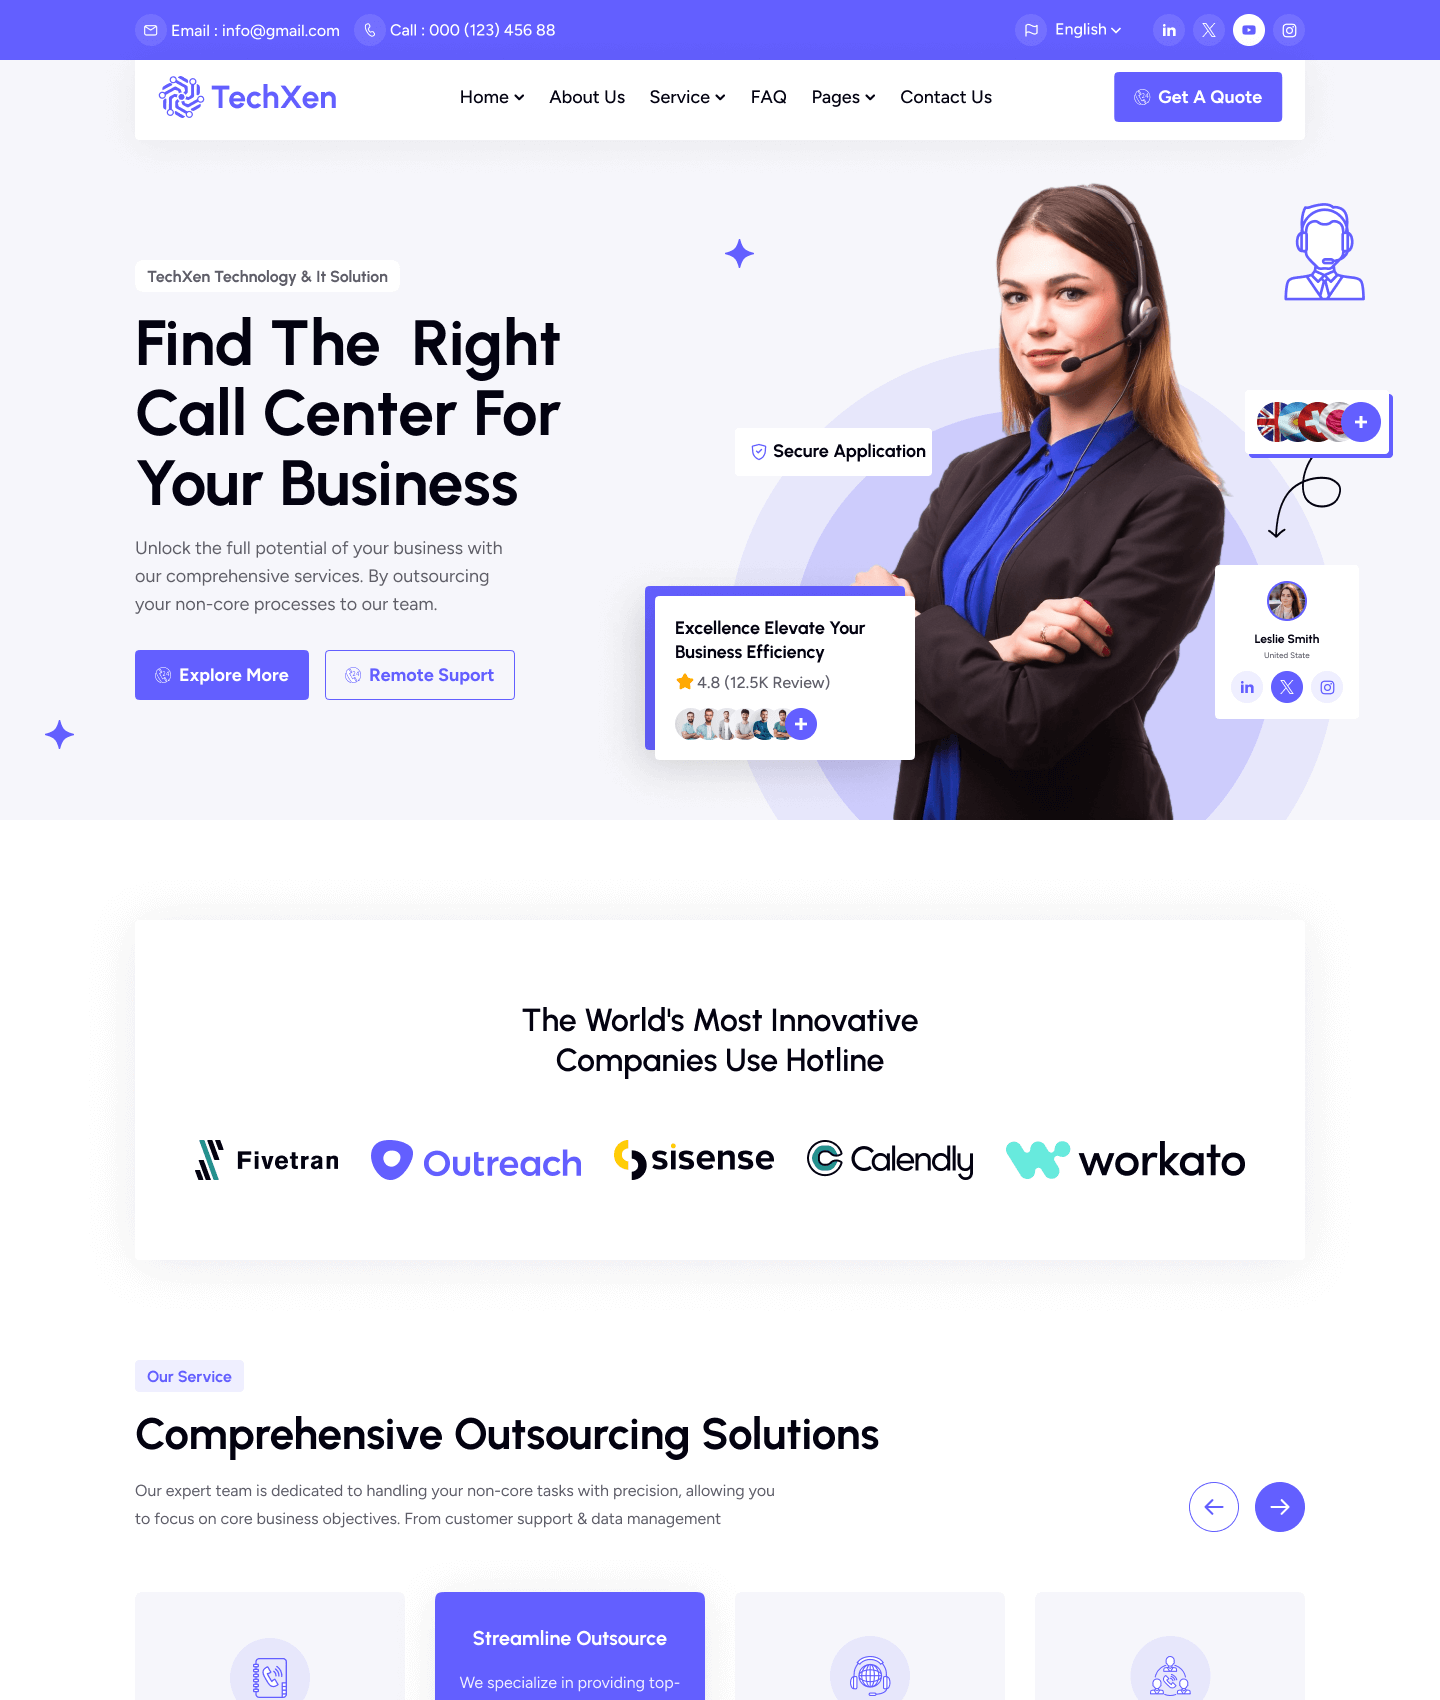 Email : info@gmail.com
Call : 000 (123) 456 88
English
TechXen
Home
About Us
Service
FAQ
Pages
Contact Us
Get A Quote
TechXen Technology & It Solution
Find The Right
Call Center For
Your Business
Unlock the full potential of your business with
our comprehensive services. By outsourcing
your non-core processes to our team.
Explore More
Remote Suport
Secure Application
Excellence Elevate Your
Business Efficiency
4.8 (12.5K Review)
Leslie Smith
United State
The World's Most Innovative
Companies Use Hotline
Fivetran
Outreach
sisense
Calendly
workato
Our Service
Comprehensive Outsourcing Solutions
Our expert team is dedicated to handling your non-core tasks with precision, allowing you
to focus on core business objectives. From customer support & data management
Streamline Outsource
We specialize in providing top-